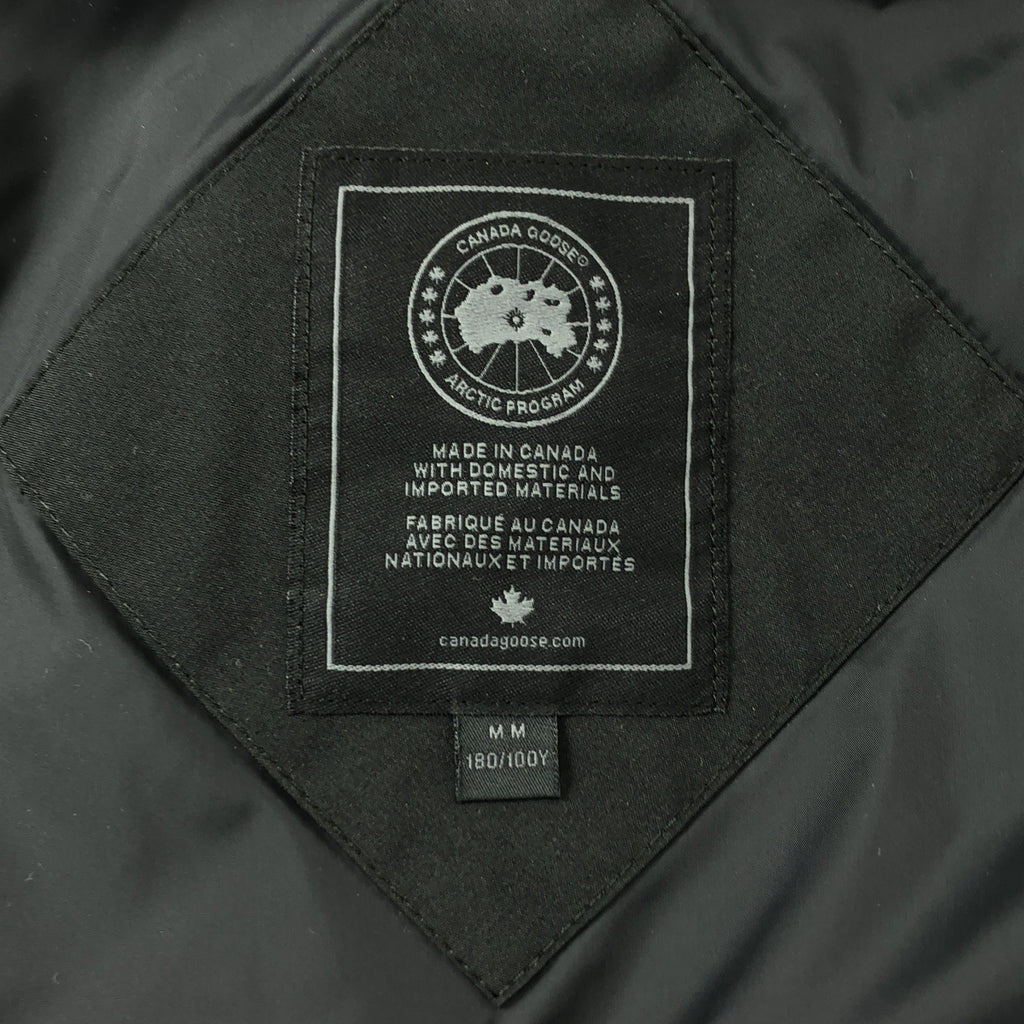 CANADA GOOSE®
ARCTIC PROGRAM
MADE IN CANADA
WITH DOMESTIC AND
IMPORTED MATERIALS
FABRIQUÉ AU CANADA
AVEC DES MATERIAUX
NATIONAUX ET IMPORTÉS
canadagoose.com
M M
180/100Y